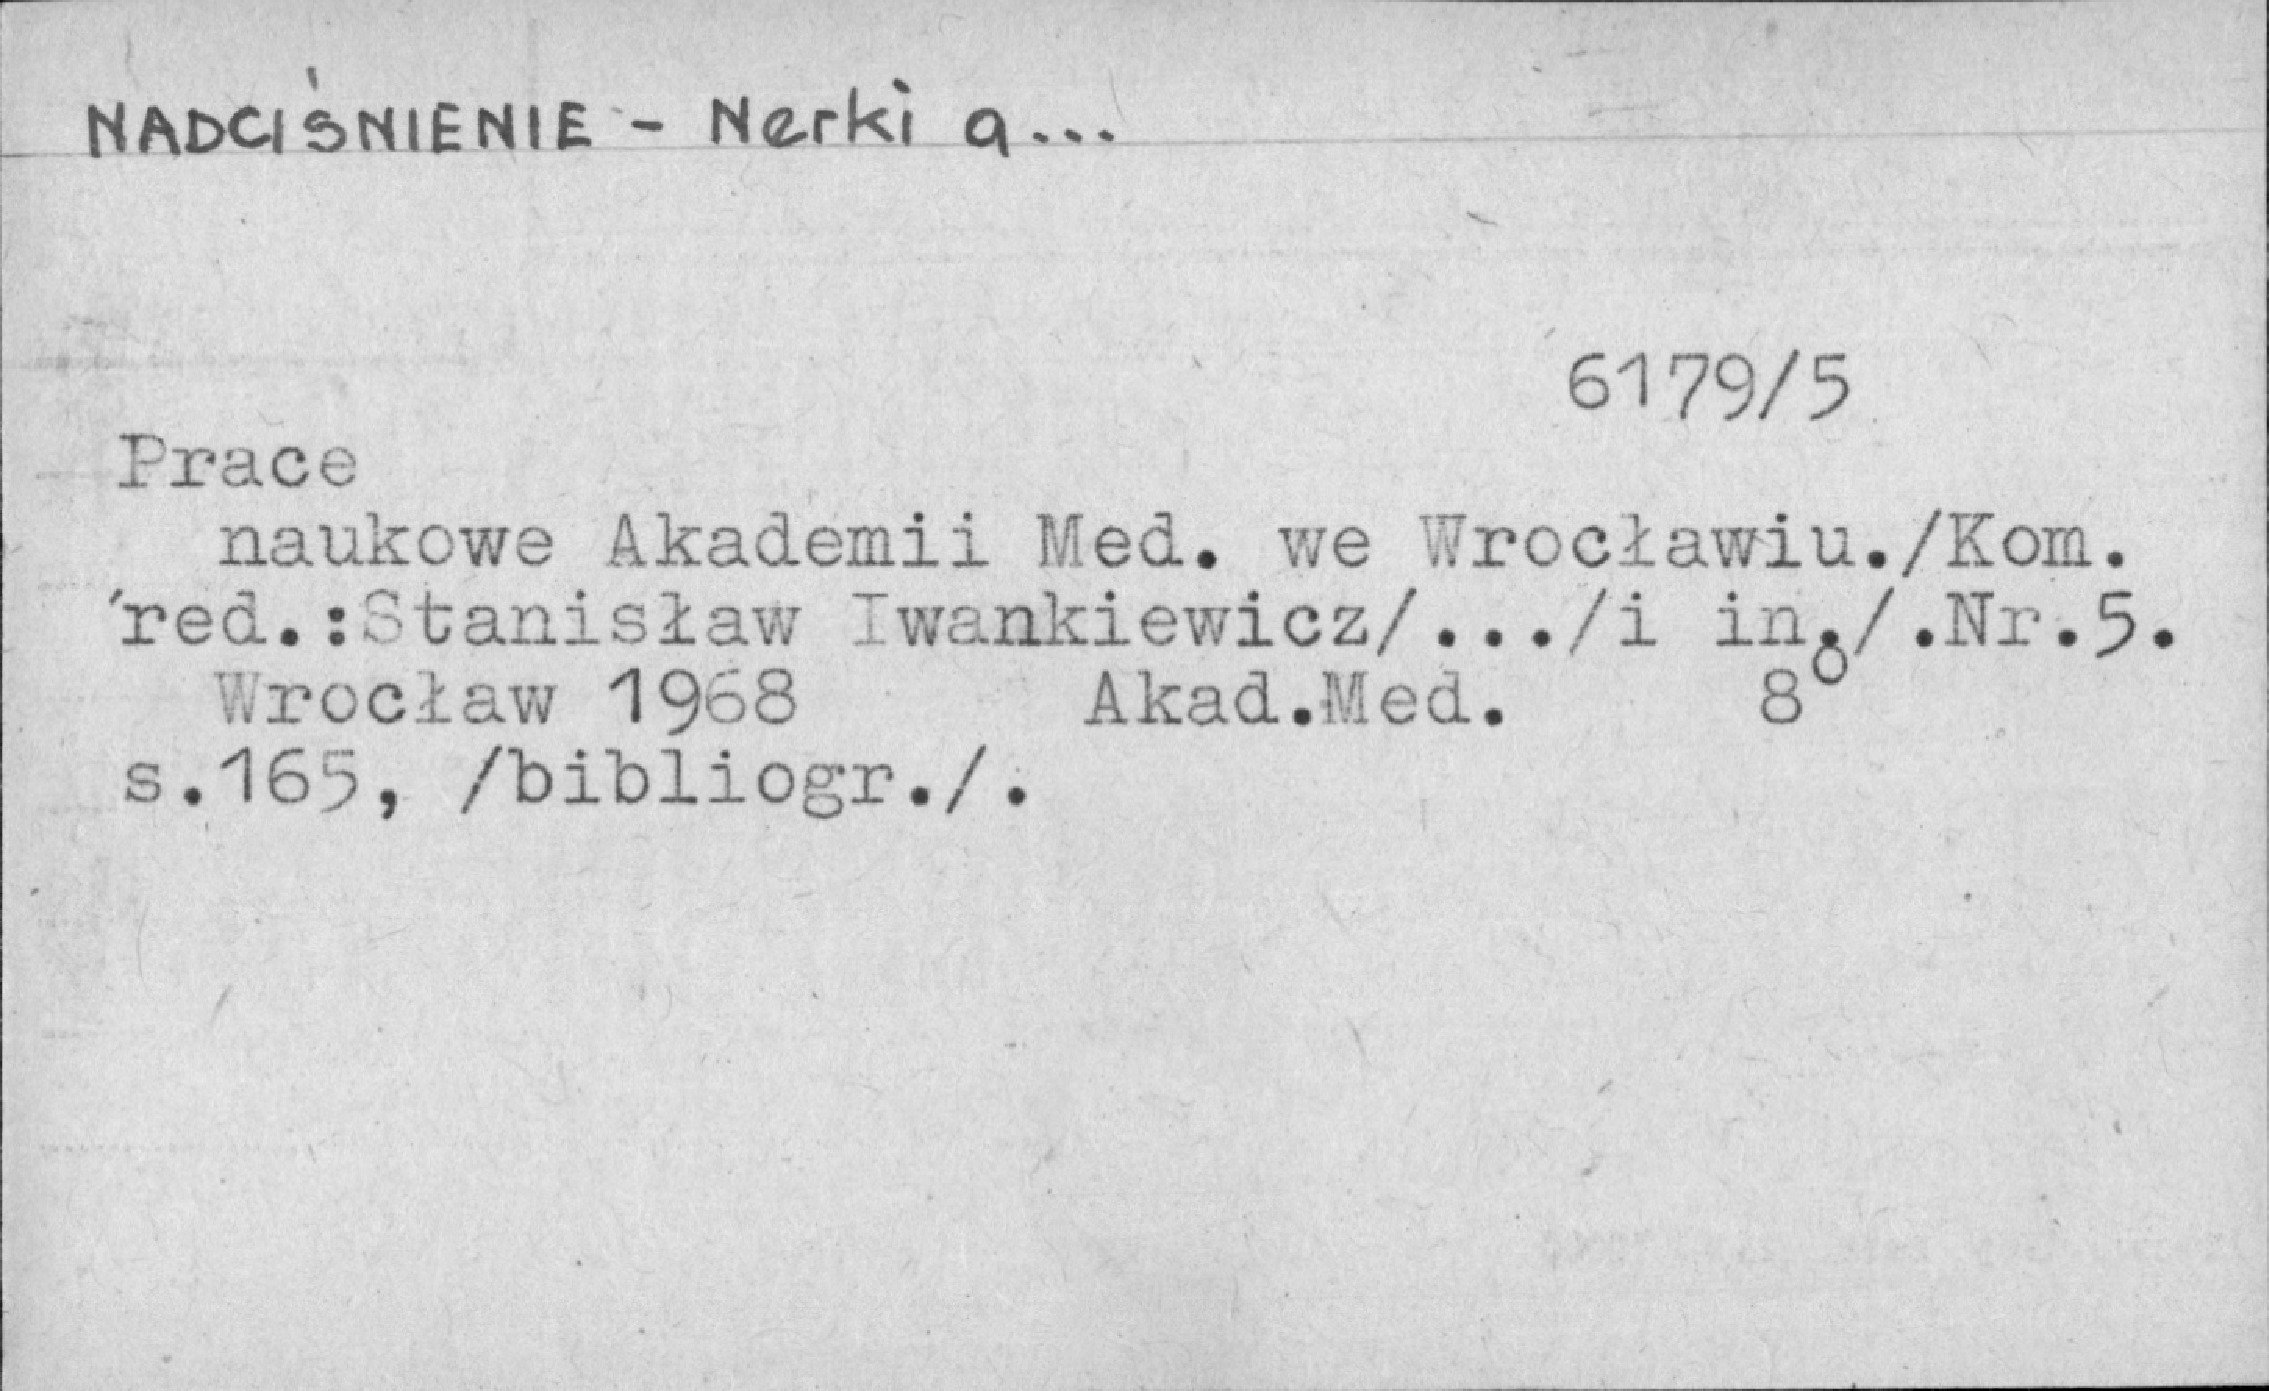 NADCIŚNIENIE - Nerki a...
6179/5
Prace
naukowe Akademii Med. we Wrocławiu./Kom.
red.:Stanisław Iwankiewicz/.../i in./.Nr.5.
Wrocław 1968 Akad.Med. 8⁰
s.165, /bibliogr./.